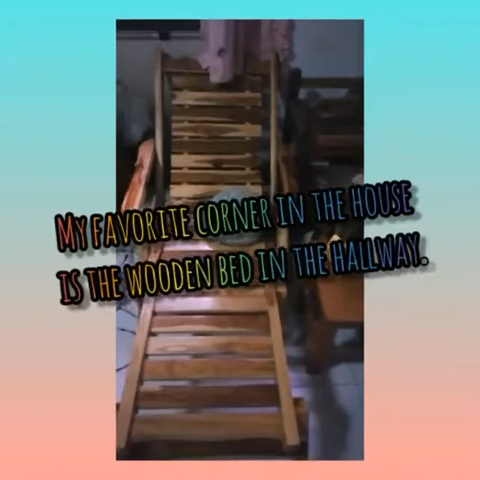 My favorite corner in the house
is the wooden bed in the hallway.